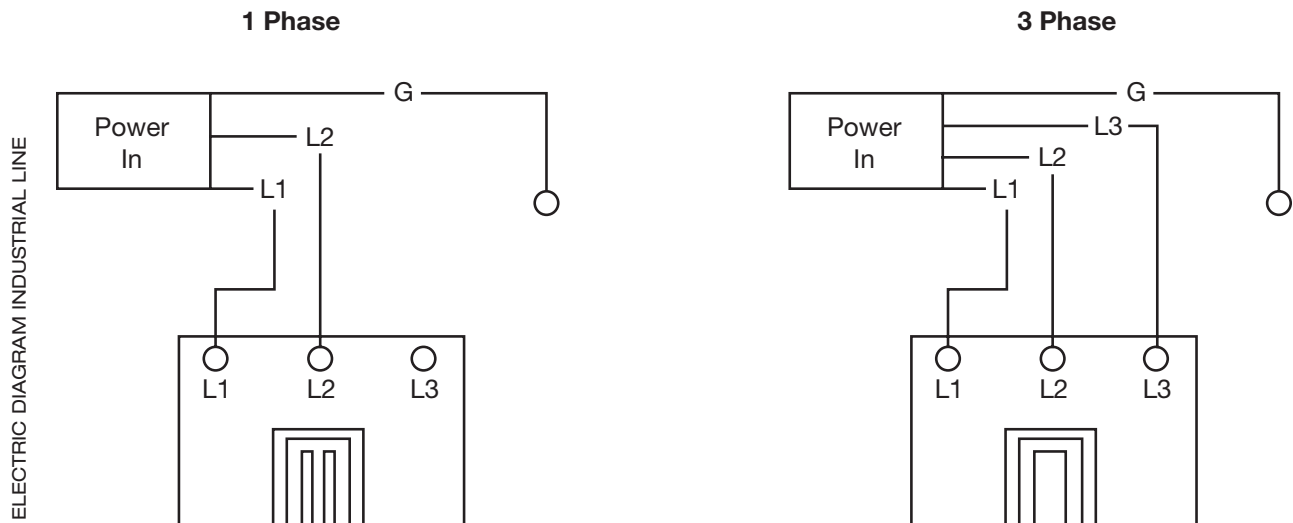 1 Phase
Power
In
G
L2
L1
L1 L2 L3
3 Phase
Power
In
G
L3
L2
L1
L1 L2 L3
ELECTRIC DIAGRAM INDUSTRIAL LINE